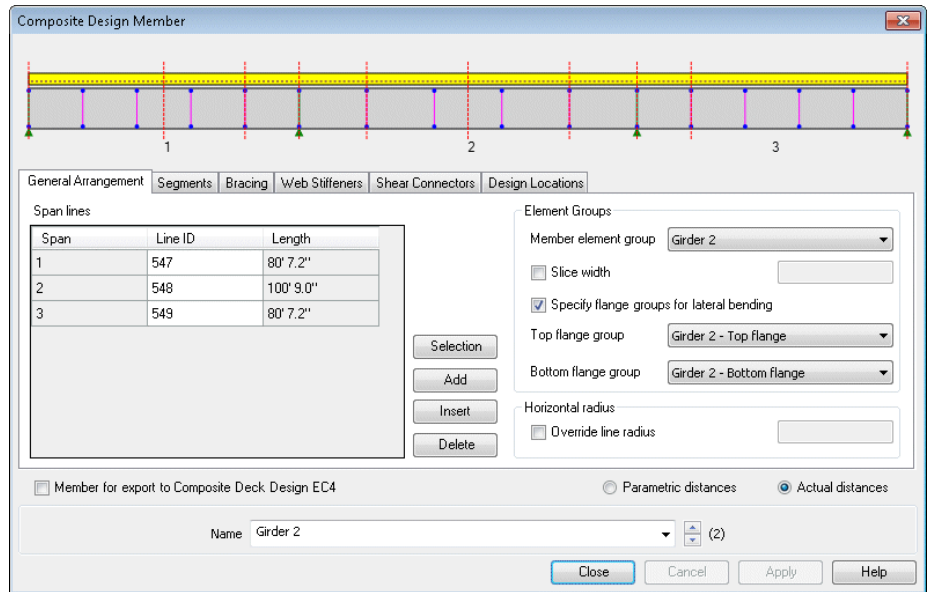 Composite Design Member
1 2 3
General Arrangement Segments Bracing Web Stiffeners Shear Connectors Design Locations
Span lines
Span Line ID Length
1 547 80' 7.2"
2 548 100' 9.0"
3 549 80' 7.2"
Selection
Add
Insert
Delete
Element Groups
Member element group Girder 2
Slice width
Specify flange groups for lateral bending
Top flange group Girder 2 - Top flange
Bottom flange group Girder 2 - Bottom flange
Horizontal radius
Override line radius
Member for export to Composite Deck Design EC4 Parametric distances Actual distances
Name Girder 2 (2)
Close Cancel Apply Help